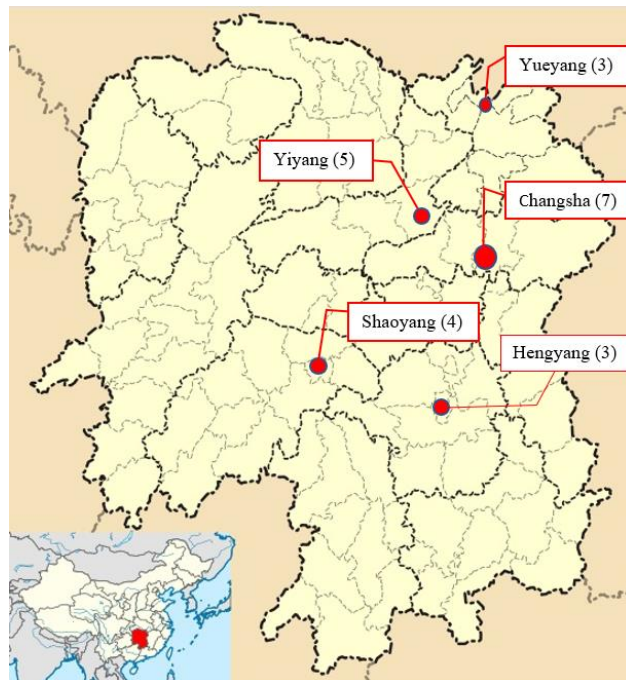 Yueyang (3)
Yiyang (5)
Changsha (7)
Shaoyang (4)
Hengyang (3)